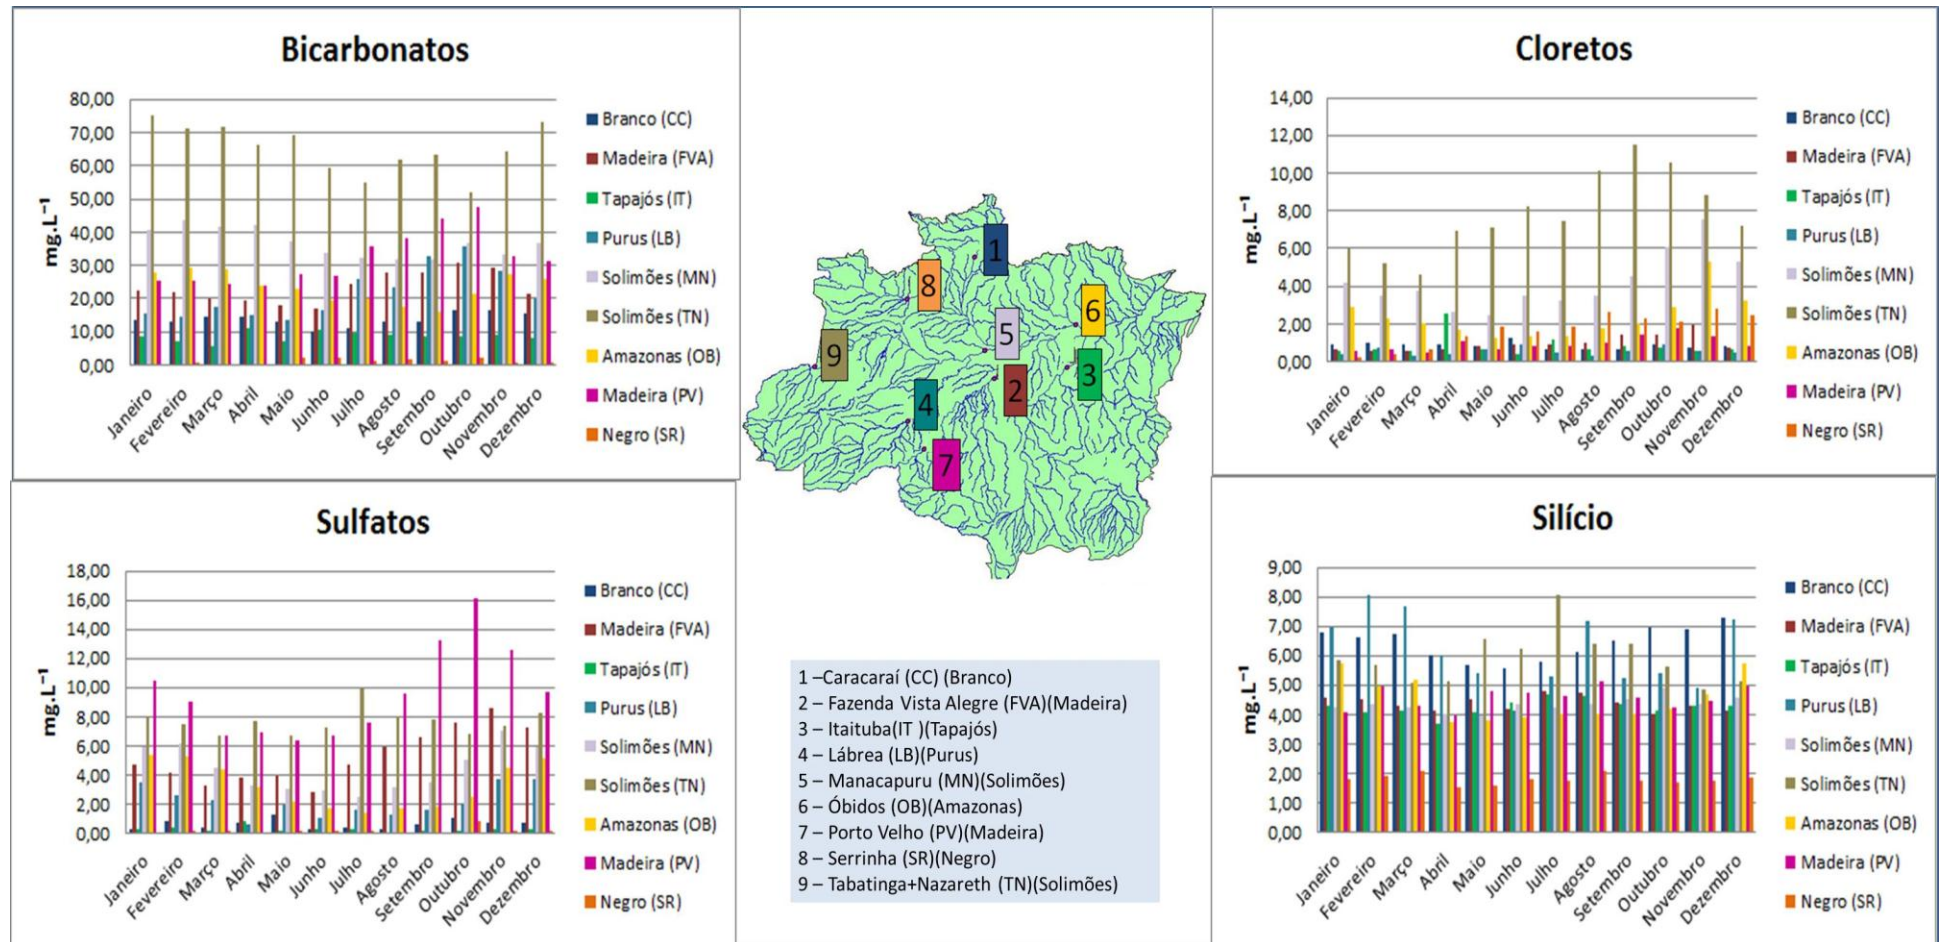 Bicarbonatos
80,00
70,00
60,00
50,00
40,00
30,00
20,00
10,00
0,00
mg.L⁻¹
Janeiro
Fevereiro
Março
Abril
Maio
Junho
Julho
Agosto
Setembro
Outubro
Novembro
Dezembro
Branco (CC)
Madeira (FVA)
Tapajós (IT)
Purus (LB)
Solimões (MN)
Solimões (TN)
Amazonas (OB)
Madeira (PV)
Negro (SR)
1
8
6
5
9
3
2
4
7
Cloretos
14,00
12,00
10,00
8,00
6,00
4,00
2,00
0,00
mg.L⁻¹
Janeiro
Fevereiro
Março
Abril
Maio
Junho
Julho
Agosto
Setembro
Outubro
Novembro
Dezembro
Branco (CC)
Madeira (FVA)
Tapajós (IT)
Purus (LB)
Solimões (MN)
Solimões (TN)
Amazonas (OB)
Madeira (PV)
Negro (SR)
Sulfatos
18,00
16,00
14,00
12,00
10,00
8,00
6,00
4,00
2,00
0,00
mg.L⁻¹
Janeiro
Fevereiro
Março
Abril
Maio
Junho
Julho
Agosto
Setembro
Outubro
Novembro
Dezembro
Branco (CC)
Madeira (FVA)
Tapajós (IT)
Purus (LB)
Solimões (MN)
Solimões (TN)
Amazonas (OB)
Madeira (PV)
Negro (SR)
1 –Caracaraí (CC) (Branco)
2 – Fazenda Vista Alegre (FVA)(Madeira)
3 – Itaituba(IT )(Tapajós)
4 – Lábrea (LB)(Purus)
5 – Manacapuru (MN)(Solimões)
6 – Óbidos (OB)(Amazonas)
7 – Porto Velho (PV)(Madeira)
8 – Serrinha (SR)(Negro)
9 – Tabatinga+Nazareth (TN)(Solimões)
Silício
9,00
8,00
7,00
6,00
5,00
4,00
3,00
2,00
1,00
0,00
mg.L⁻¹
Janeiro
Fevereiro
Março
Abril
Maio
Junho
Julho
Agosto
Setembro
Outubro
Novembro
Dezembro
Branco (CC)
Madeira (FVA)
Tapajós (IT)
Purus (LB)
Solimões (MN)
Solimões (TN)
Amazonas (OB)
Madeira (PV)
Negro (SR)